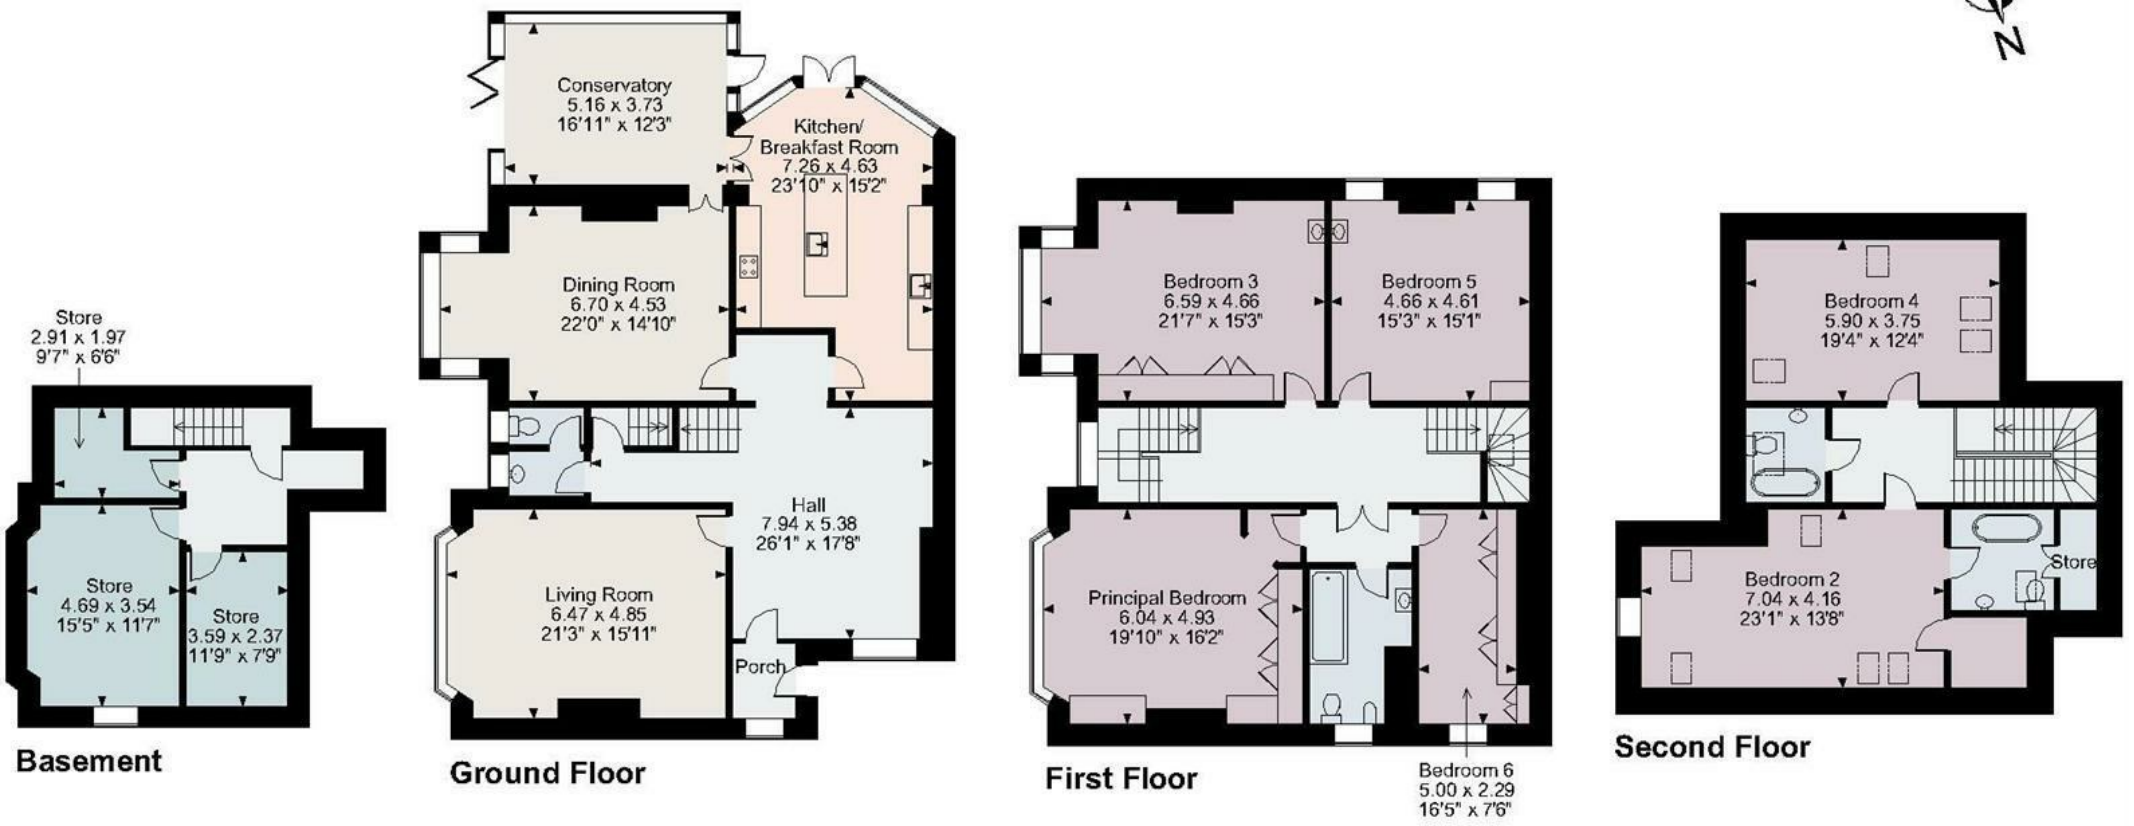 N
Store
2.91 x 1.97
9'7" x 6'6"
Store
4.69 x 3.54
15'5" x 11'7"
Store
3.59 x 2.37
11'9" x 7'9"
Basement
Conservatory
5.16 x 3.73
16'11" x 12'3"
Kitchen/
Breakfast Room
7.26 x 4.63
23'10" x 15'2"
Dining Room
6.70 x 4.53
22'0" x 14'10"
Hall
7.94 x 5.38
26'1" x 17'8"
Living Room
6.47 x 4.85
21'3" x 15'11"
Porch
Ground Floor
Bedroom 3
6.59 x 4.66
21'7" x 15'3"
Bedroom 5
4.66 x 4.61
15'3" x 15'1"
Principal Bedroom
6.04 x 4.93
19'10" x 16'2"
Bedroom 6
5.00 x 2.29
16'5" x 7'6"
First Floor
Bedroom 4
5.90 x 3.75
19'4" x 12'4"
Bedroom 2
7.04 x 4.16
23'1" x 13'8"
Store
Second Floor